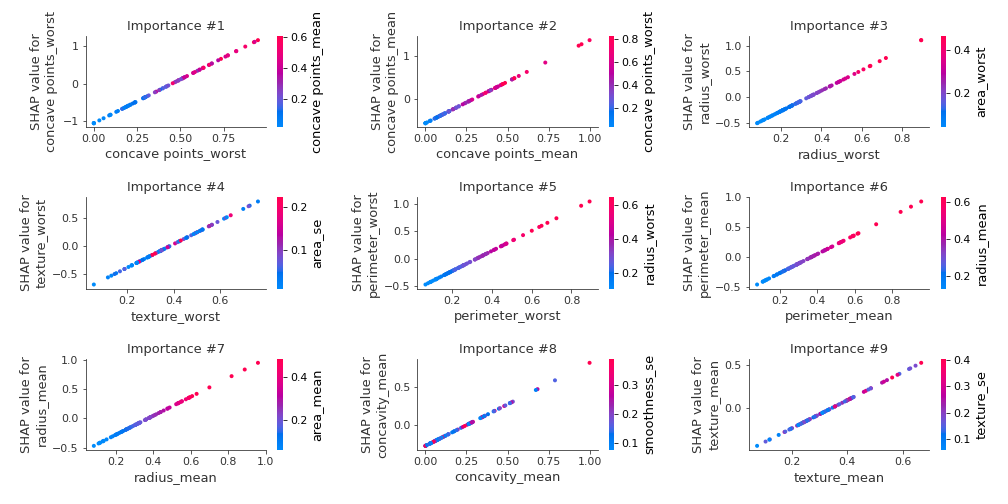 Importance #1
SHAP value for
concave points_worst
1
0
−1
0.00 0.25 0.50 0.75
concave points_worst
0.6
0.4
0.2
concave points_mean
Importance #2
SHAP value for
concave points_mean
1
0
0.00 0.25 0.50 0.75 1.00
concave points_mean
0.8
0.6
0.4
0.2
concave points_worst
Importance #3
SHAP value for
radius_worst
1.0
0.5
0.0
−0.5
0.2 0.4 0.6 0.8
radius_worst
0.4
0.2
area_worst
Importance #4
SHAP value for
texture_worst
0.5
0.0
−0.5
0.2 0.4 0.6
texture_worst
0.2
0.1
area_se
Importance #5
SHAP value for
perimeter_worst
1.0
0.5
0.0
−0.5
0.2 0.4 0.6 0.8
perimeter_worst
0.6
0.4
0.2
radius_worst
Importance #6
SHAP value for
perimeter_mean
1.0
0.5
0.0
−0.5
0.2 0.4 0.6 0.8
perimeter_mean
0.6
0.4
0.2
radius_mean
Importance #7
SHAP value for
radius_mean
1.0
0.5
0.0
−0.5
0.2 0.4 0.6 0.8 1.0
radius_mean
0.4
0.2
area_mean
Importance #8
SHAP value for
concavity_mean
0.5
0.0
0.00 0.25 0.50 0.75 1.00
concavity_mean
0.3
0.2
0.1
smoothness_se
Importance #9
SHAP value for
texture_mean
0.5
0.0
0.2 0.4 0.6
texture_mean
0.4
0.3
0.2
0.1
texture_se